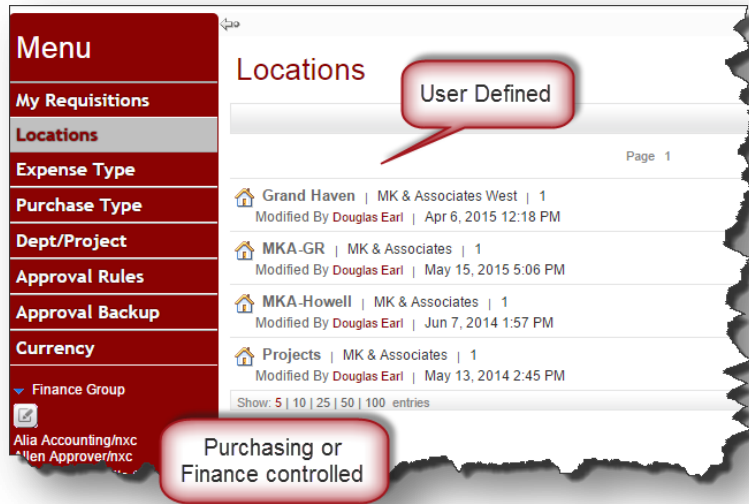 Menu
My Requisitions
Locations
Expense Type
Purchase Type
Dept/Project
Approval Rules
Approval Backup
Currency
Finance Group
Alia Accounting/nxc
Allen Approver/nxc
Locations
User Defined
Page 1
Grand Haven | MK & Associates West | 1
Modified By Douglas Earl | Apr 6, 2015 12:18 PM
MKA-GR | MK & Associates | 1
Modified By Douglas Earl | May 15, 2015 5:06 PM
MKA-Howell | MK & Associates | 1
Modified By Douglas Earl | Jun 7, 2014 1:57 PM
Projects | MK & Associates | 1
Modified By Douglas Earl | May 13, 2014 2:45 PM
Show: 5 | 10 | 25 | 50 | 100 entries
Purchasing or
Finance controlled